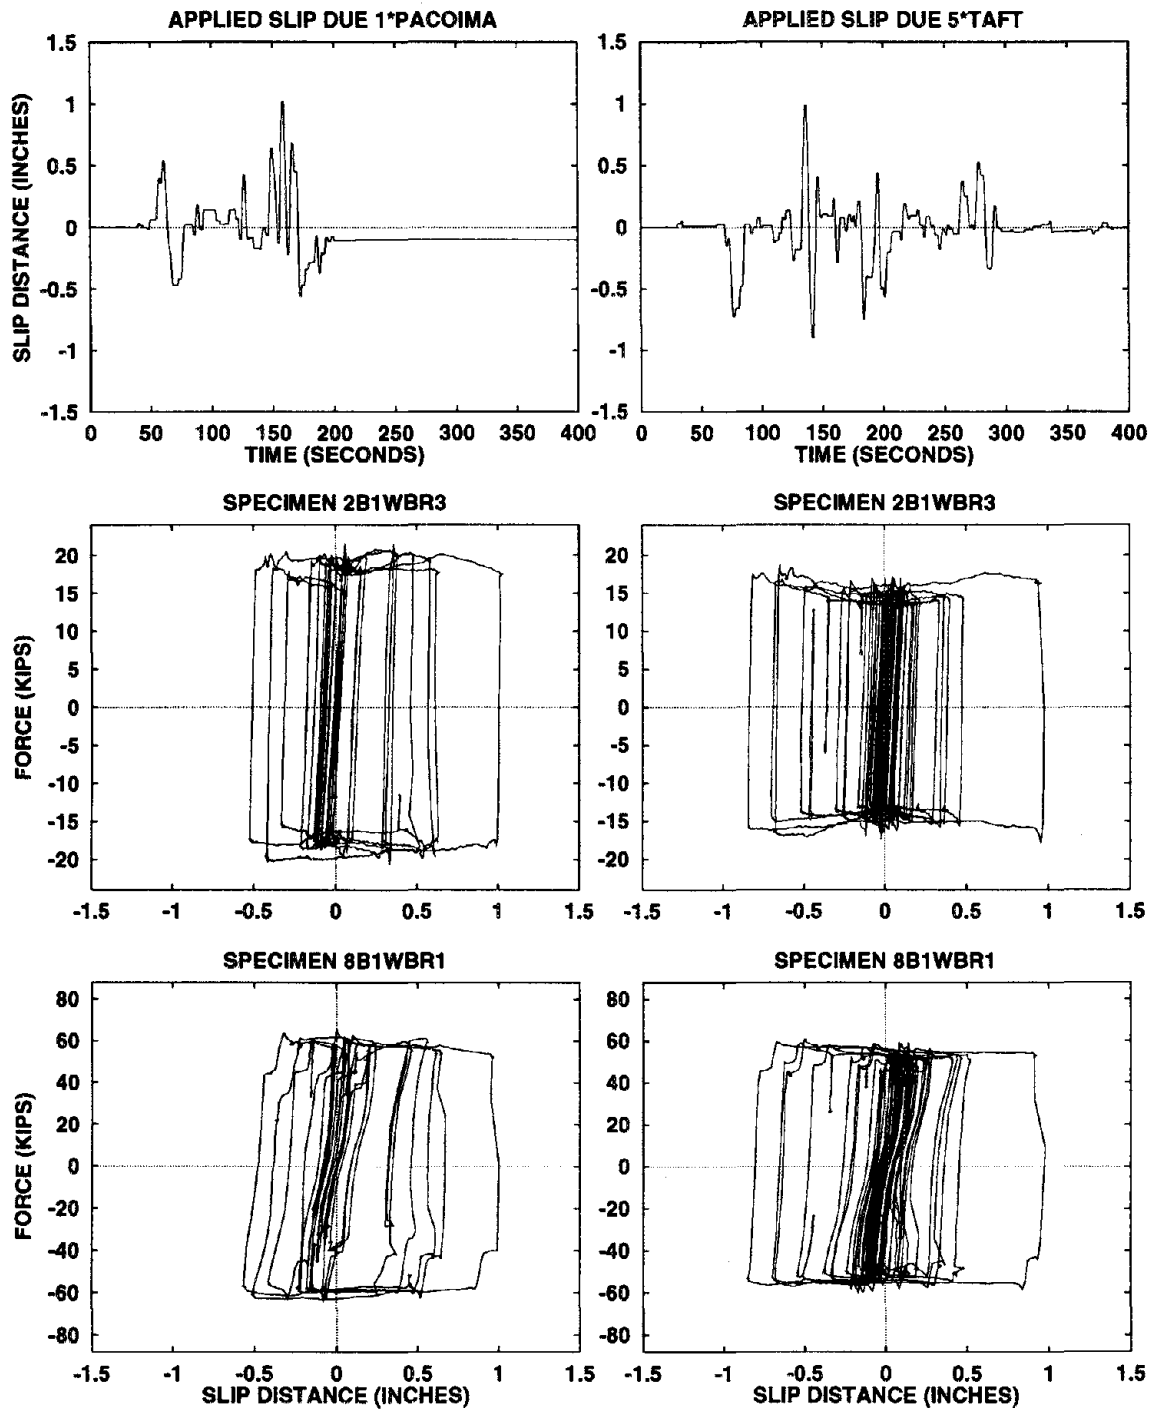 APPLIED SLIP DUE 1*PACOIMA
1.5
1
0.5
0
-0.5
-1
-1.5
SLIP DISTANCE (INCHES)
0 50 100 150 200 250 300 350 400
TIME (SECONDS)
APPLIED SLIP DUE 5*TAFT
1.5
1
0.5
0
-0.5
-1
-1.5
0 50 100 150 200 250 300 350 400
TIME (SECONDS)
SPECIMEN 2B1WBR3
20
15
10
5
0
-5
-10
-15
-20
FORCE (KIPS)
-1.5 -1 -0.5 0 0.5 1 1.5
SPECIMEN 2B1WBR3
20
15
10
5
0
-5
-10
-15
-20
-1.5 -1 -0.5 0 0.5 1 1.5
SPECIMEN 8B1WBR1
80
60
40
20
0
-20
-40
-60
-80
FORCE (KIPS)
-1.5 -1 -0.5 0 0.5 1 1.5
SLIP DISTANCE (INCHES)
SPECIMEN 8B1WBR1
80
60
40
20
0
-20
-40
-60
-80
-1.5 -1 -0.5 0 0.5 1 1.5
SLIP DISTANCE (INCHES)